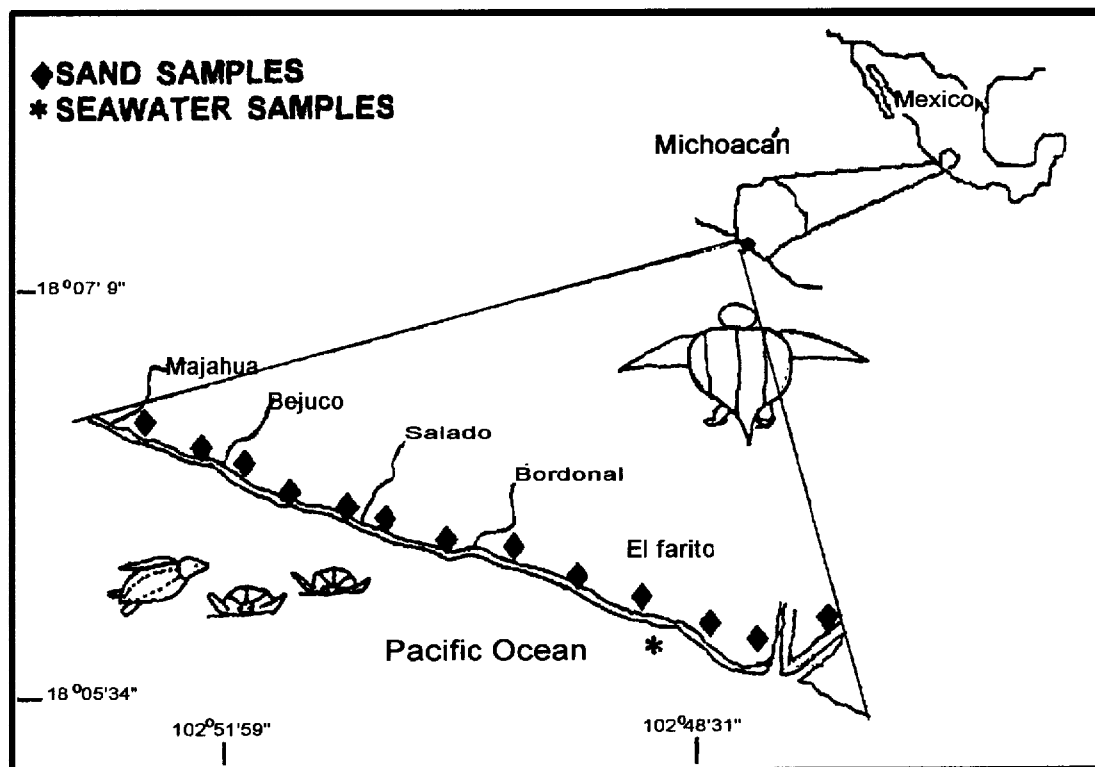 ◆SAND SAMPLES
* SEAWATER SAMPLES
Mexico
Michoacán
18°07' 9"
Majahua
Bejuco
Salado
Bordonal
El farito
Pacific Ocean
18°05'34"
102°51'59"
102°48'31"